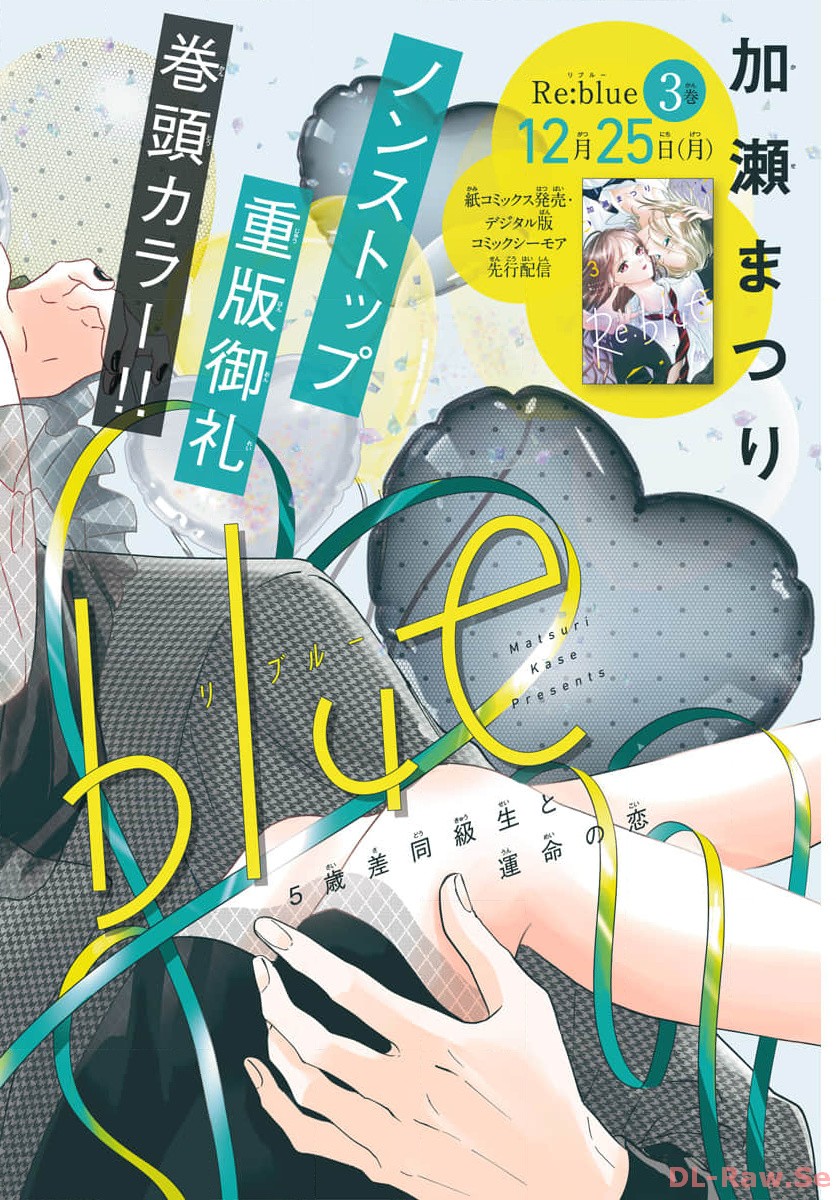 加瀬まつり
Re:blue 3巻
12月25日(月)
紙コミックス発売・
デジタル版
コミックシーモア
先行配信
3
Re:blue
ノンストップ
重版御礼
巻頭カラー!!
blue
リブルー
Matsuri
Kase
Presents
5歳差同級生と
運命の恋
DL-Raw.Se